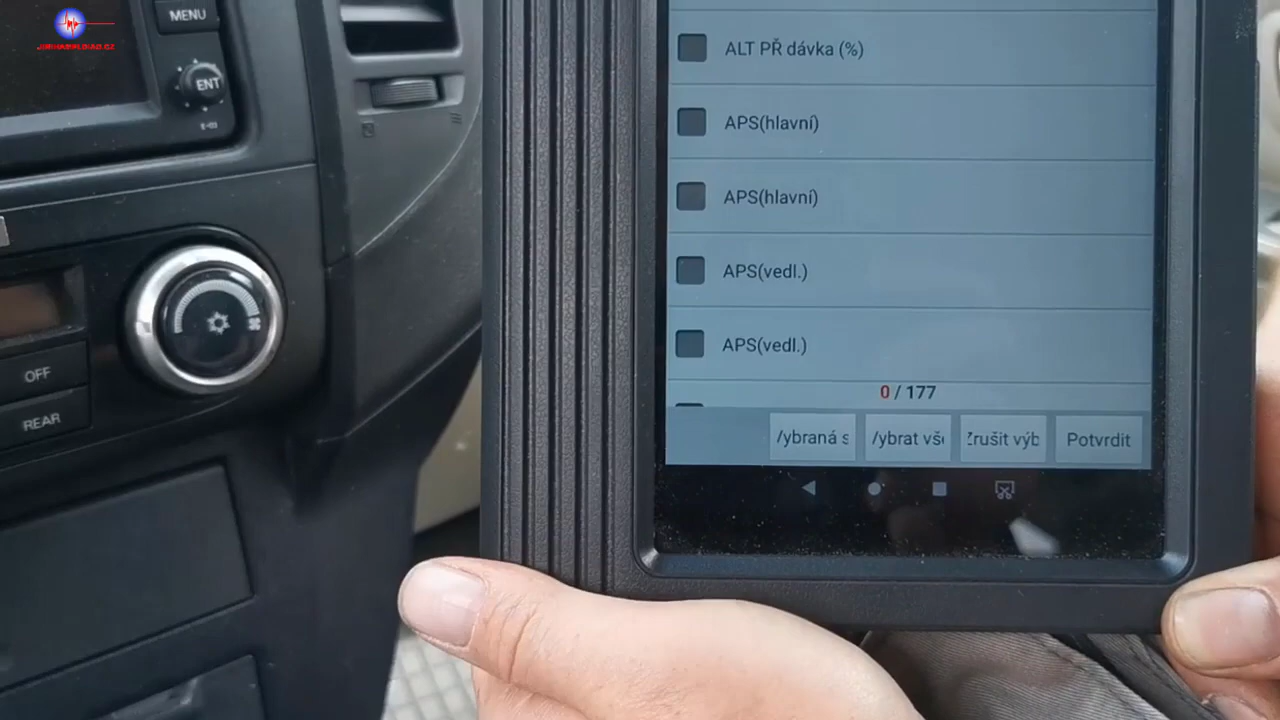 MENU
ENT
OFF
REAR
ALT PŘ dávka (%)
APS(hlavní)
APS(hlavní)
APS(vedl.)
APS(vedl.)
0 / 177
/ybraná s
/ybrat vše
Zrušit výb
Potvrdit